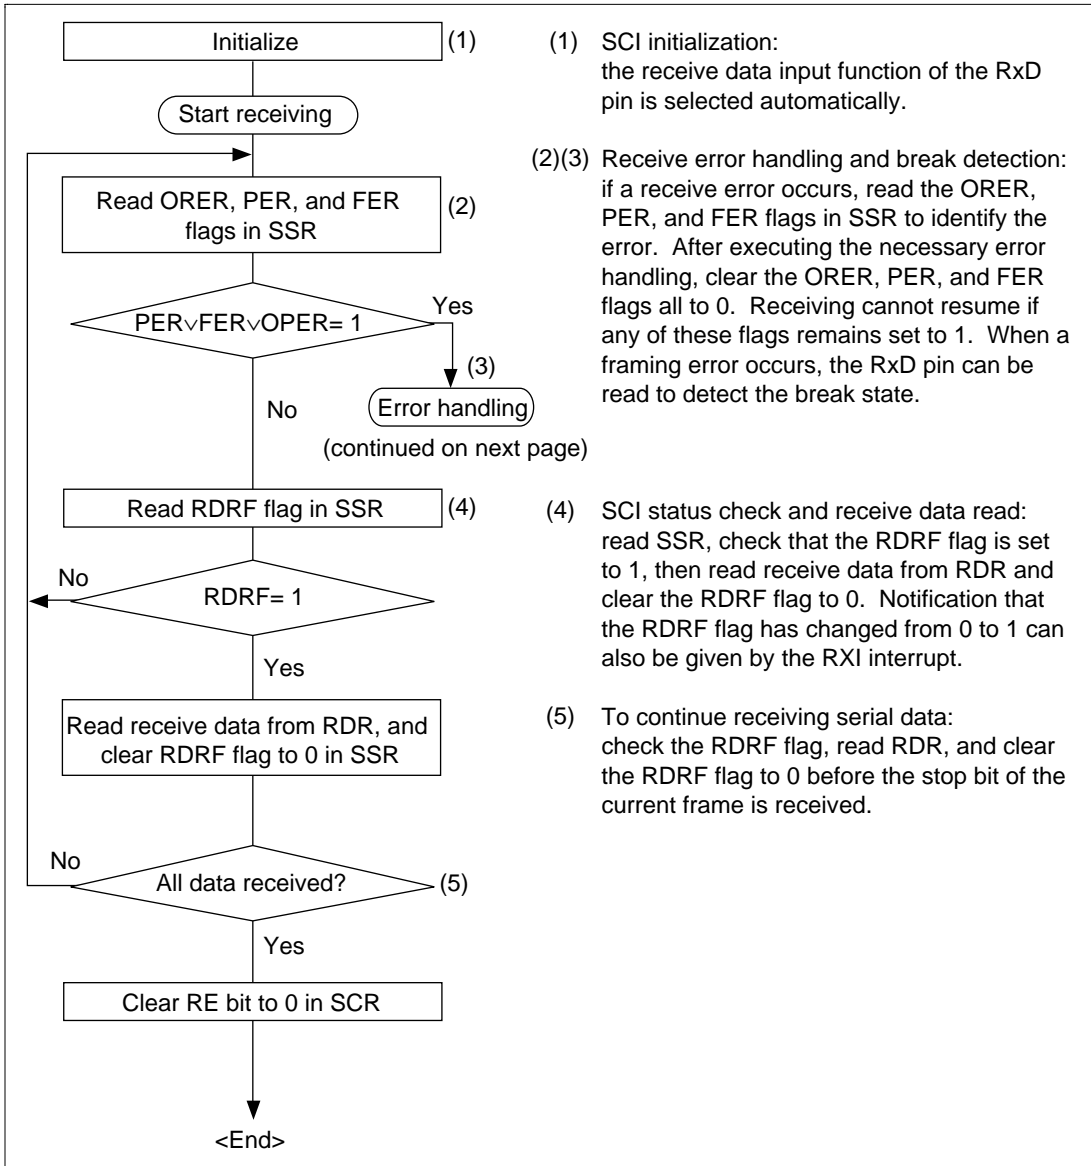 Initialize
(1)
Start receiving
Read ORER, PER, and FER
flags in SSR
(2)
PER∨FER∨OPER= 1
Yes
(3)
No
Error handling
(continued on next page)
Read RDRF flag in SSR
(4)
No
RDRF= 1
Yes
Read receive data from RDR, and
clear RDRF flag to 0 in SSR
No
All data received?
(5)
Yes
Clear RE bit to 0 in SCR
<End>
(1) SCI initialization:
the receive data input function of the RxD
pin is selected automatically.
(2)(3) Receive error handling and break detection:
if a receive error occurs, read the ORER,
PER, and FER flags in SSR to identify the
error. After executing the necessary error
handling, clear the ORER, PER, and FER
flags all to 0. Receiving cannot resume if
any of these flags remains set to 1. When a
framing error occurs, the RxD pin can be
read to detect the break state.
(4) SCI status check and receive data read:
read SSR, check that the RDRF flag is set
to 1, then read receive data from RDR and
clear the RDRF flag to 0. Notification that
the RDRF flag has changed from 0 to 1 can
also be given by the RXI interrupt.
(5) To continue receiving serial data:
check the RDRF flag, read RDR, and clear
the RDRF flag to 0 before the stop bit of the
current frame is received.